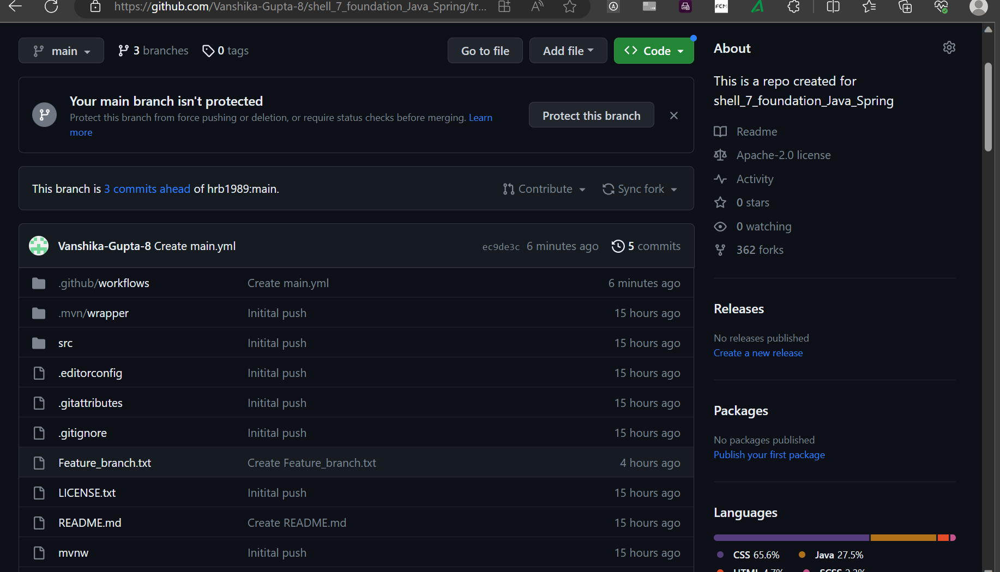 https://github.com/Vanshika-Gupta-8/shell_7_foundation_Java_Spring/tr...
FCM
main
3 branches
0 tags
Go to file
Add file
Code
Your main branch isn't protected
Protect this branch from force pushing or deletion, or require status checks before merging. Learn
more
Protect this branch
This branch is 3 commits ahead of hrb1989:main.
Contribute
Sync fork
Vanshika-Gupta-8 Create main.yml
ec9de3c 6 minutes ago
5 commits
.github/workflows
Create main.yml
6 minutes ago
.mvn/wrapper
Initital push
15 hours ago
src
Initital push
15 hours ago
.editorconfig
Initital push
15 hours ago
.gitattributes
Initital push
15 hours ago
.gitignore
Initital push
15 hours ago
Feature_branch.txt
Create Feature_branch.txt
4 hours ago
LICENSE.txt
Initital push
15 hours ago
README.md
Create README.md
15 hours ago
mvnw
Initital push
15 hours ago
About
This is a repo created for
shell_7_foundation_Java_Spring
Readme
Apache-2.0 license
Activity
0 stars
0 watching
362 forks
Releases
No releases published
Create a new release
Packages
No packages published
Publish your first package
Languages
CSS 65.6%
Java 27.5%
HTML 4.7%